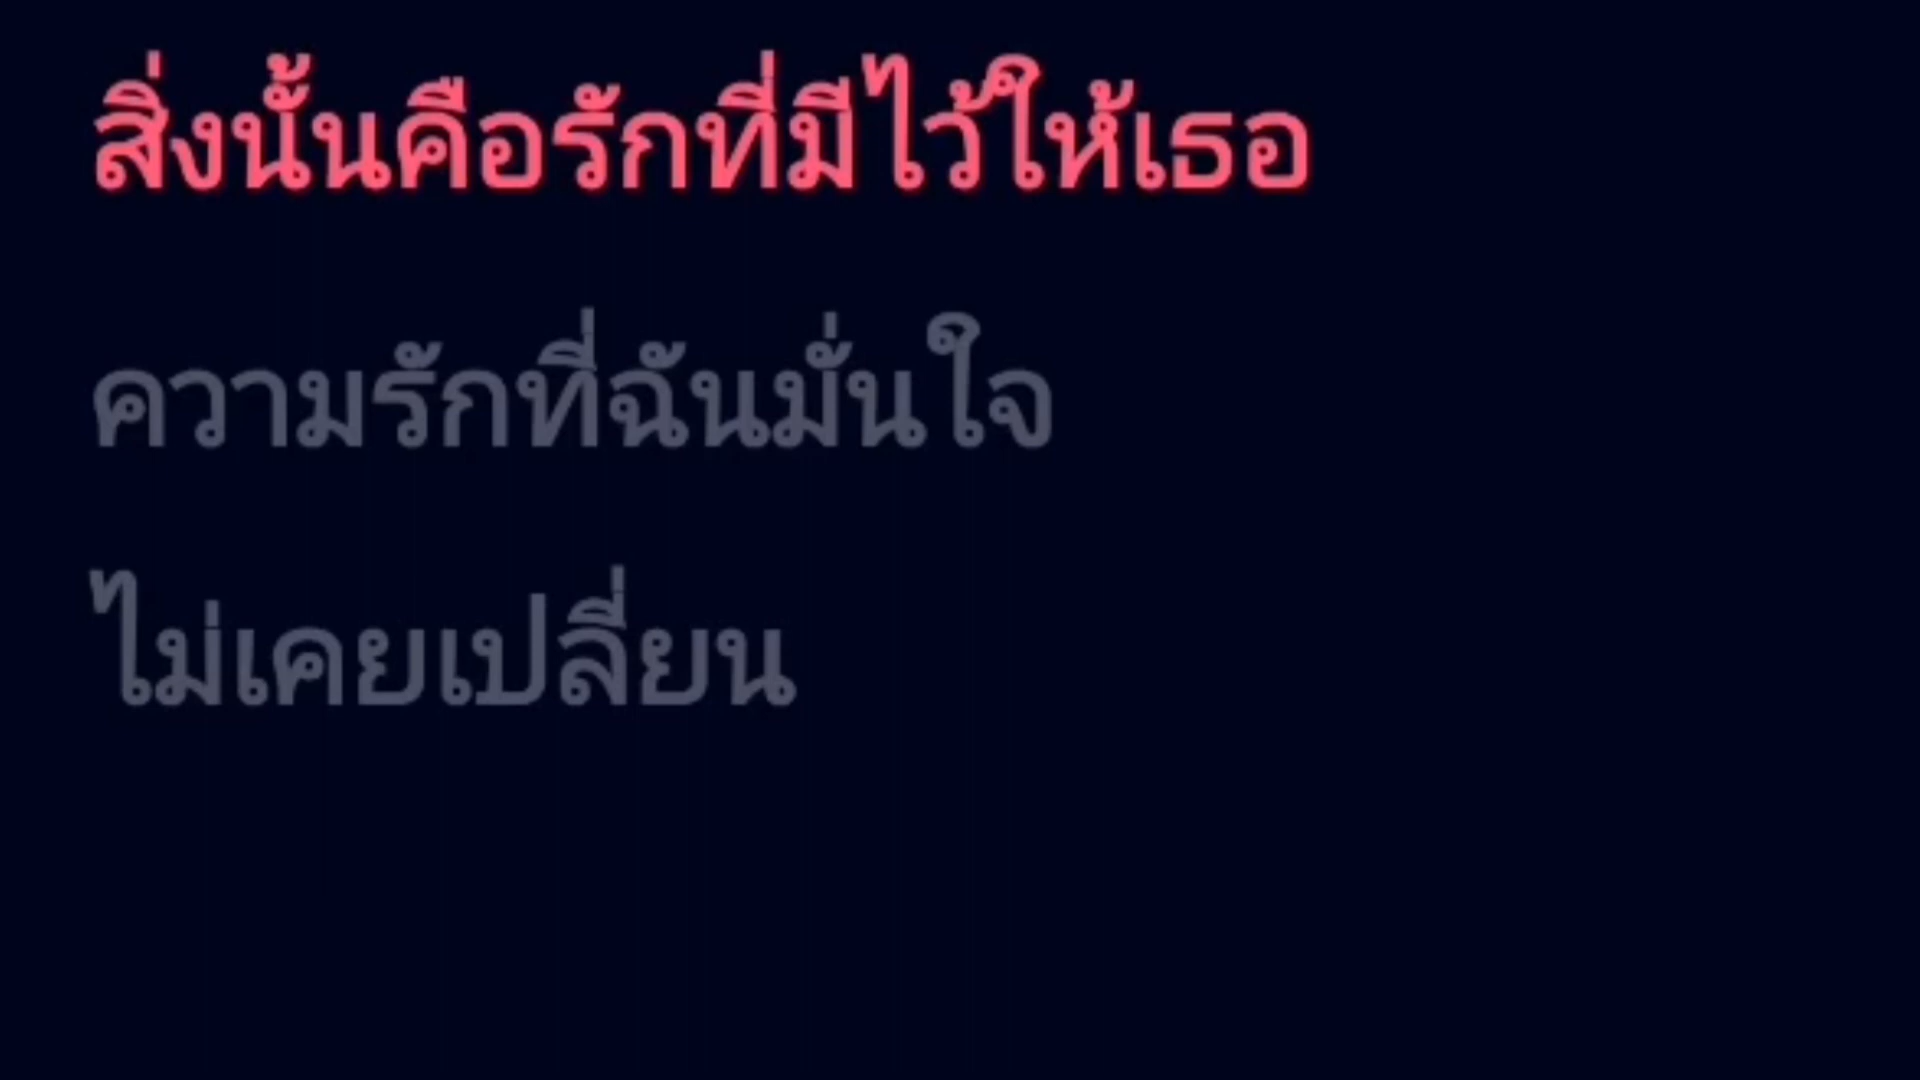 สิ่งนั้นคือรักที่มีไว้ให้เธอ
ความรักที่ฉันมั่นใจ
ไม่เคยเปลี่ยน